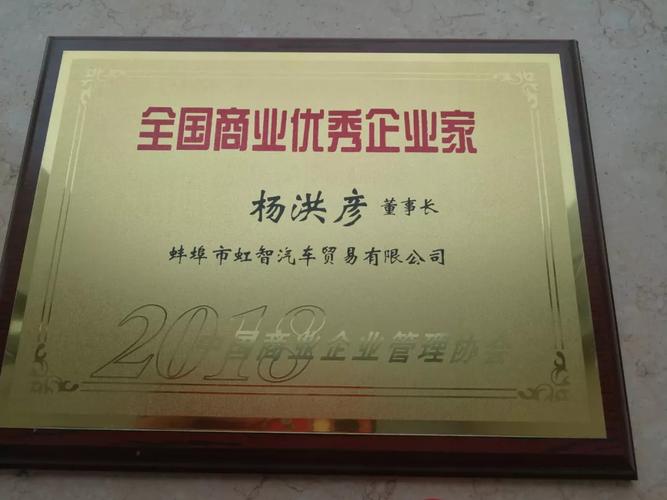 全国商业优秀企业家
杨洪彦 董事长
蚌埠市虹智汽车贸易有限公司
2018
中国商业企业管理协会